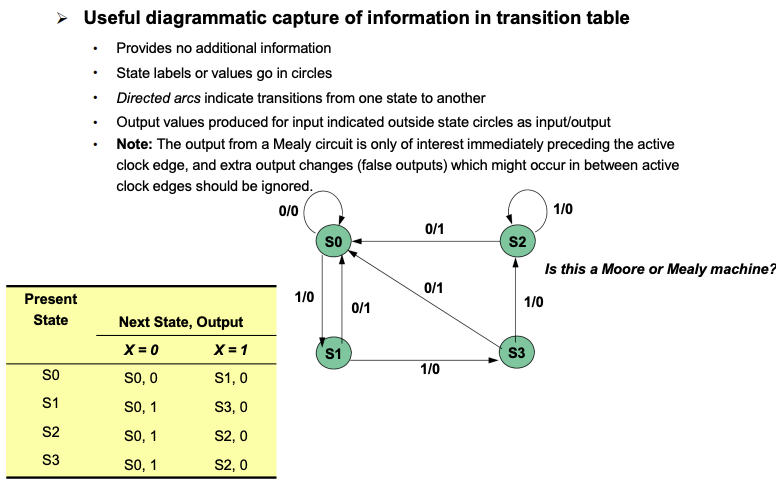 ➢ Useful diagrammatic capture of information in transition table
• Provides no additional information
• State labels or values go in circles
• Directed arcs indicate transitions from one state to another
• Output values produced for input indicated outside state circles as input/output
• Note: The output from a Mealy circuit is only of interest immediately preceding the active
clock edge, and extra output changes (false outputs) which might occur in between active
clock edges should be ignored.
0/0
1/0
0/1
S0
S2
Is this a Moore or Mealy machine?
0/1
1/0
0/1
1/0
S1
S3
1/0
Present
State
Next State, Output
X = 0 X = 1
S0 S0, 0 S1, 0
S1 S0, 1 S3, 0
S2 S0, 1 S2, 0
S3 S0, 1 S2, 0